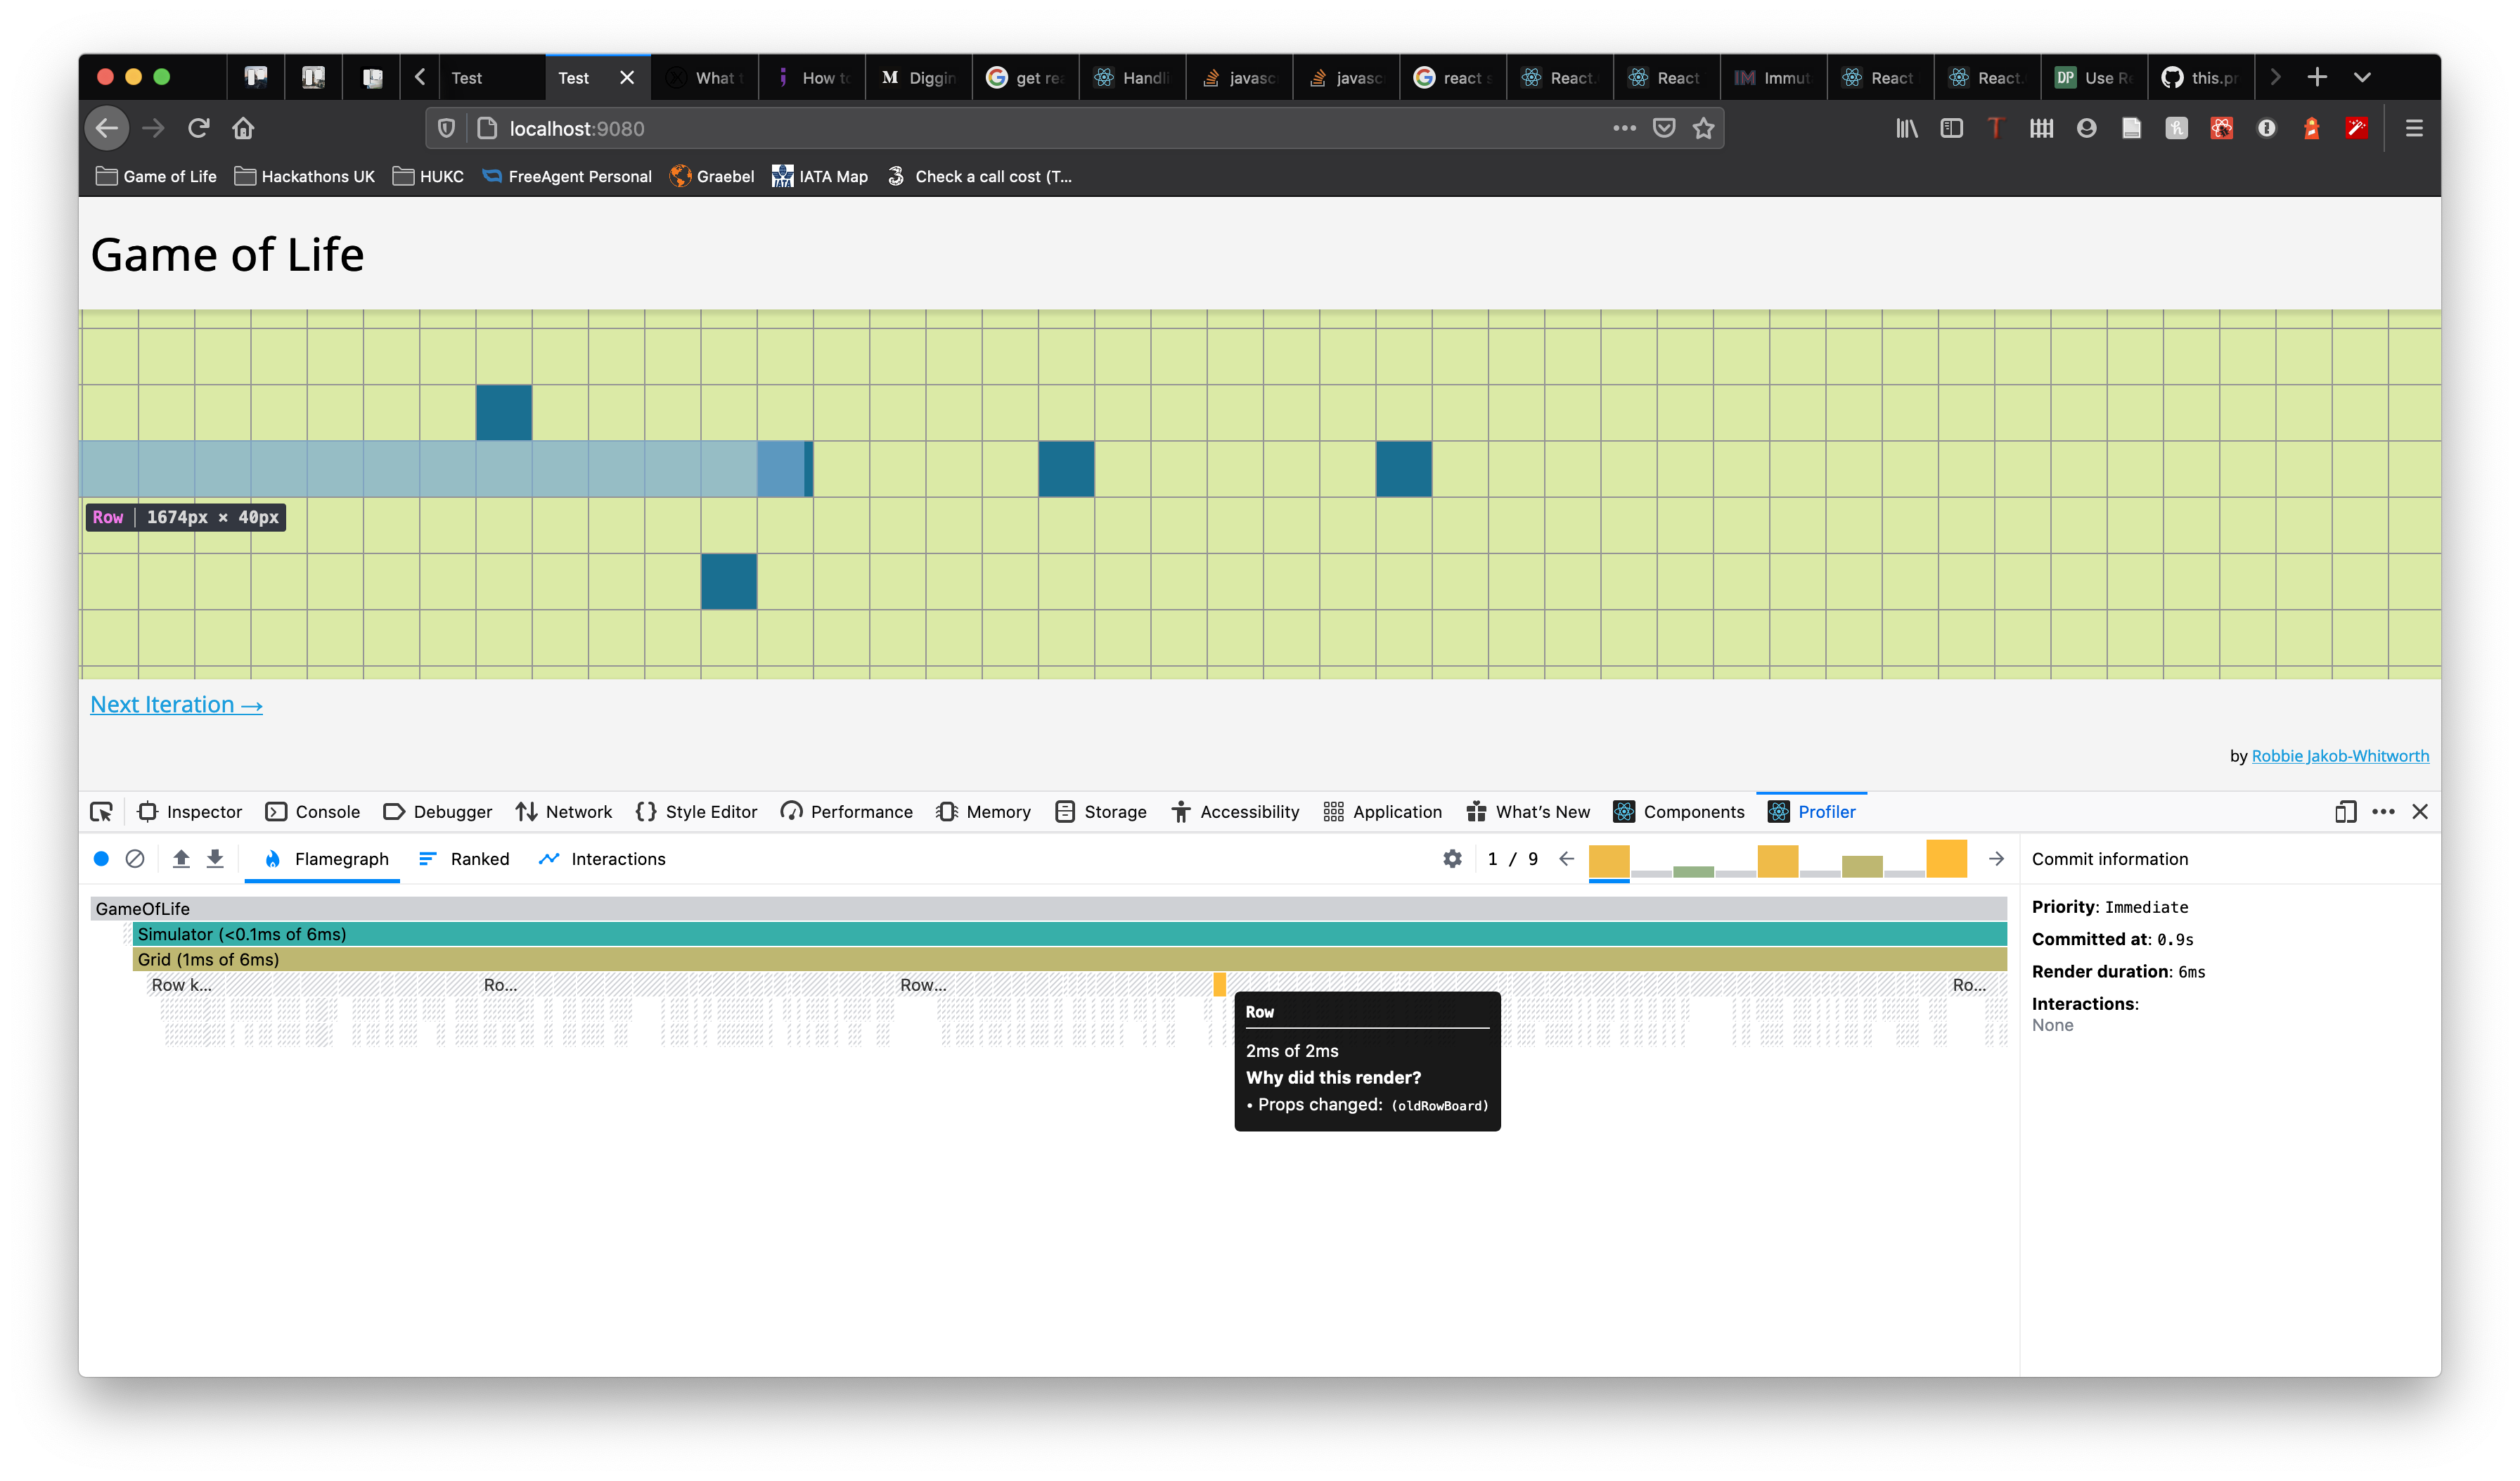 Test
Test
What t
How to
Diggin
get rea
Handli
javasc
javasc
react s
React.
React
Immut
React
React.
DP
Use Re
this.pr
localhost:9080
Game of Life
Hackathons UK
HUKC
FreeAgent Personal
Graebel
IATA Map
Check a call cost (T...
Game of Life
Row | 1674px × 40px
Next Iteration →
by Robbie Jakob-Whitworth
Inspector
Console
Debugger
Network
Style Editor
Performance
Memory
Storage
Accessibility
Application
What's New
Components
Profiler
Flamegraph
Ranked
Interactions
1 / 9
Commit information
GameOfLife
Simulator (<0.1ms of 6ms)
Grid (1ms of 6ms)
Row k...
Ro...
Row...
Ro...
Row
2ms of 2ms
Why did this render?
• Props changed: (oldRowBoard)
Priority: Immediate
Committed at: 0.9s
Render duration: 6ms
Interactions:
None